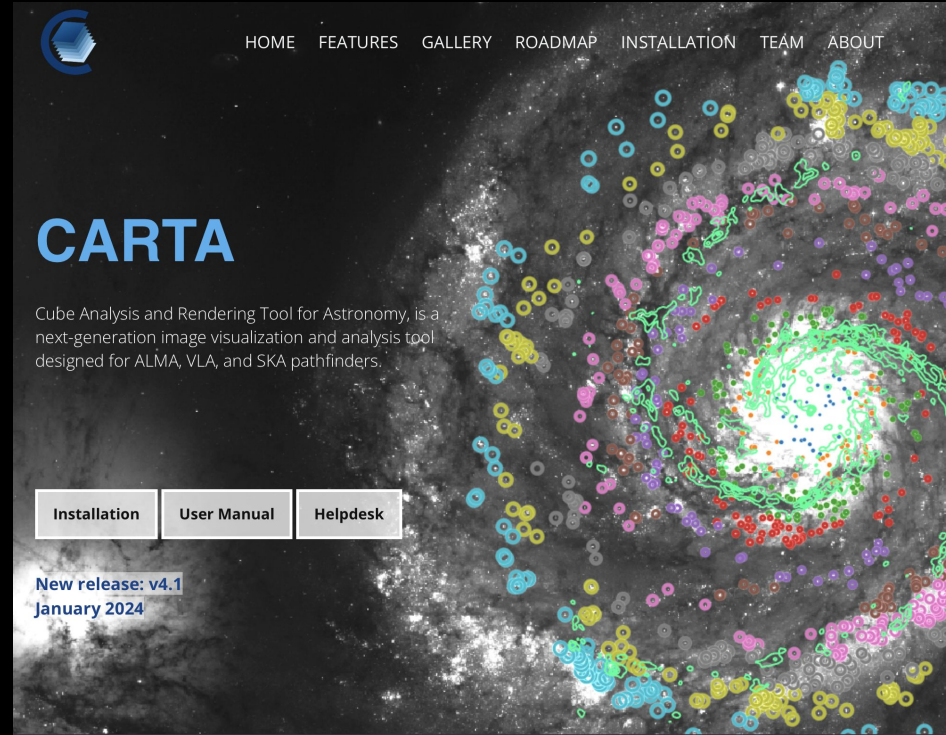 HOME FEATURES GALLERY ROADMAP INSTALLATION TEAM ABOUT
CARTA
Cube Analysis and Rendering Tool for Astronomy, is a
next-generation image visualization and analysis tool
designed for ALMA, VLA, and SKA pathfinders.
Installation User Manual Helpdesk
New release: v4.1
January 2024